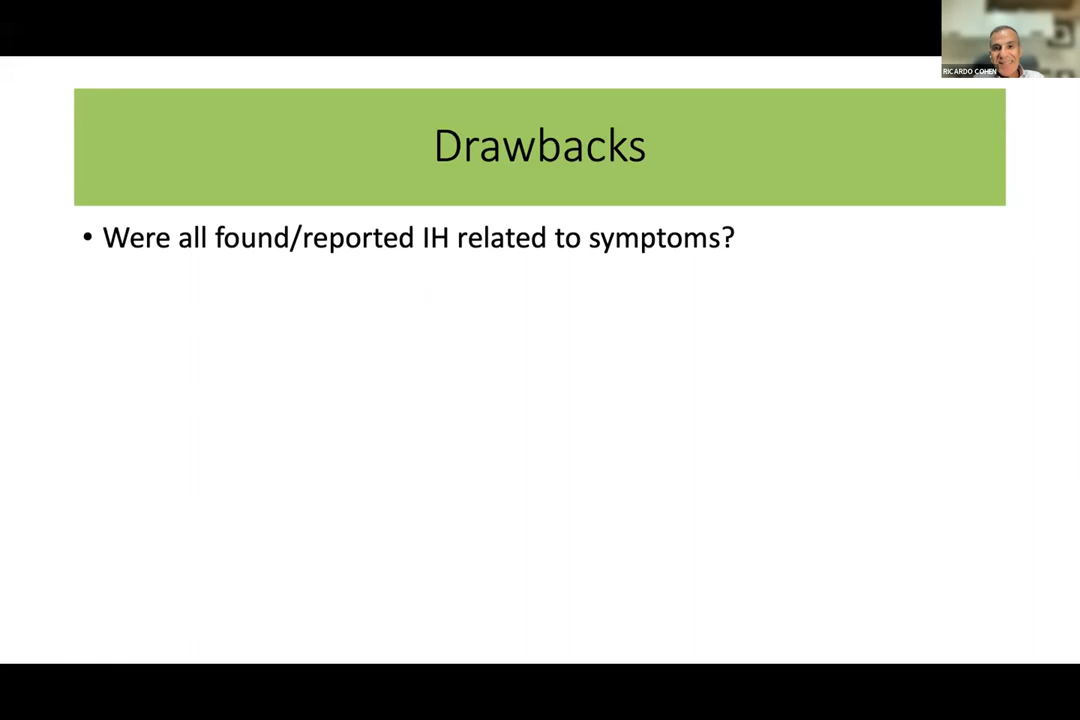 RICARDO COHEN
Drawbacks
• Were all found/reported IH related to symptoms?